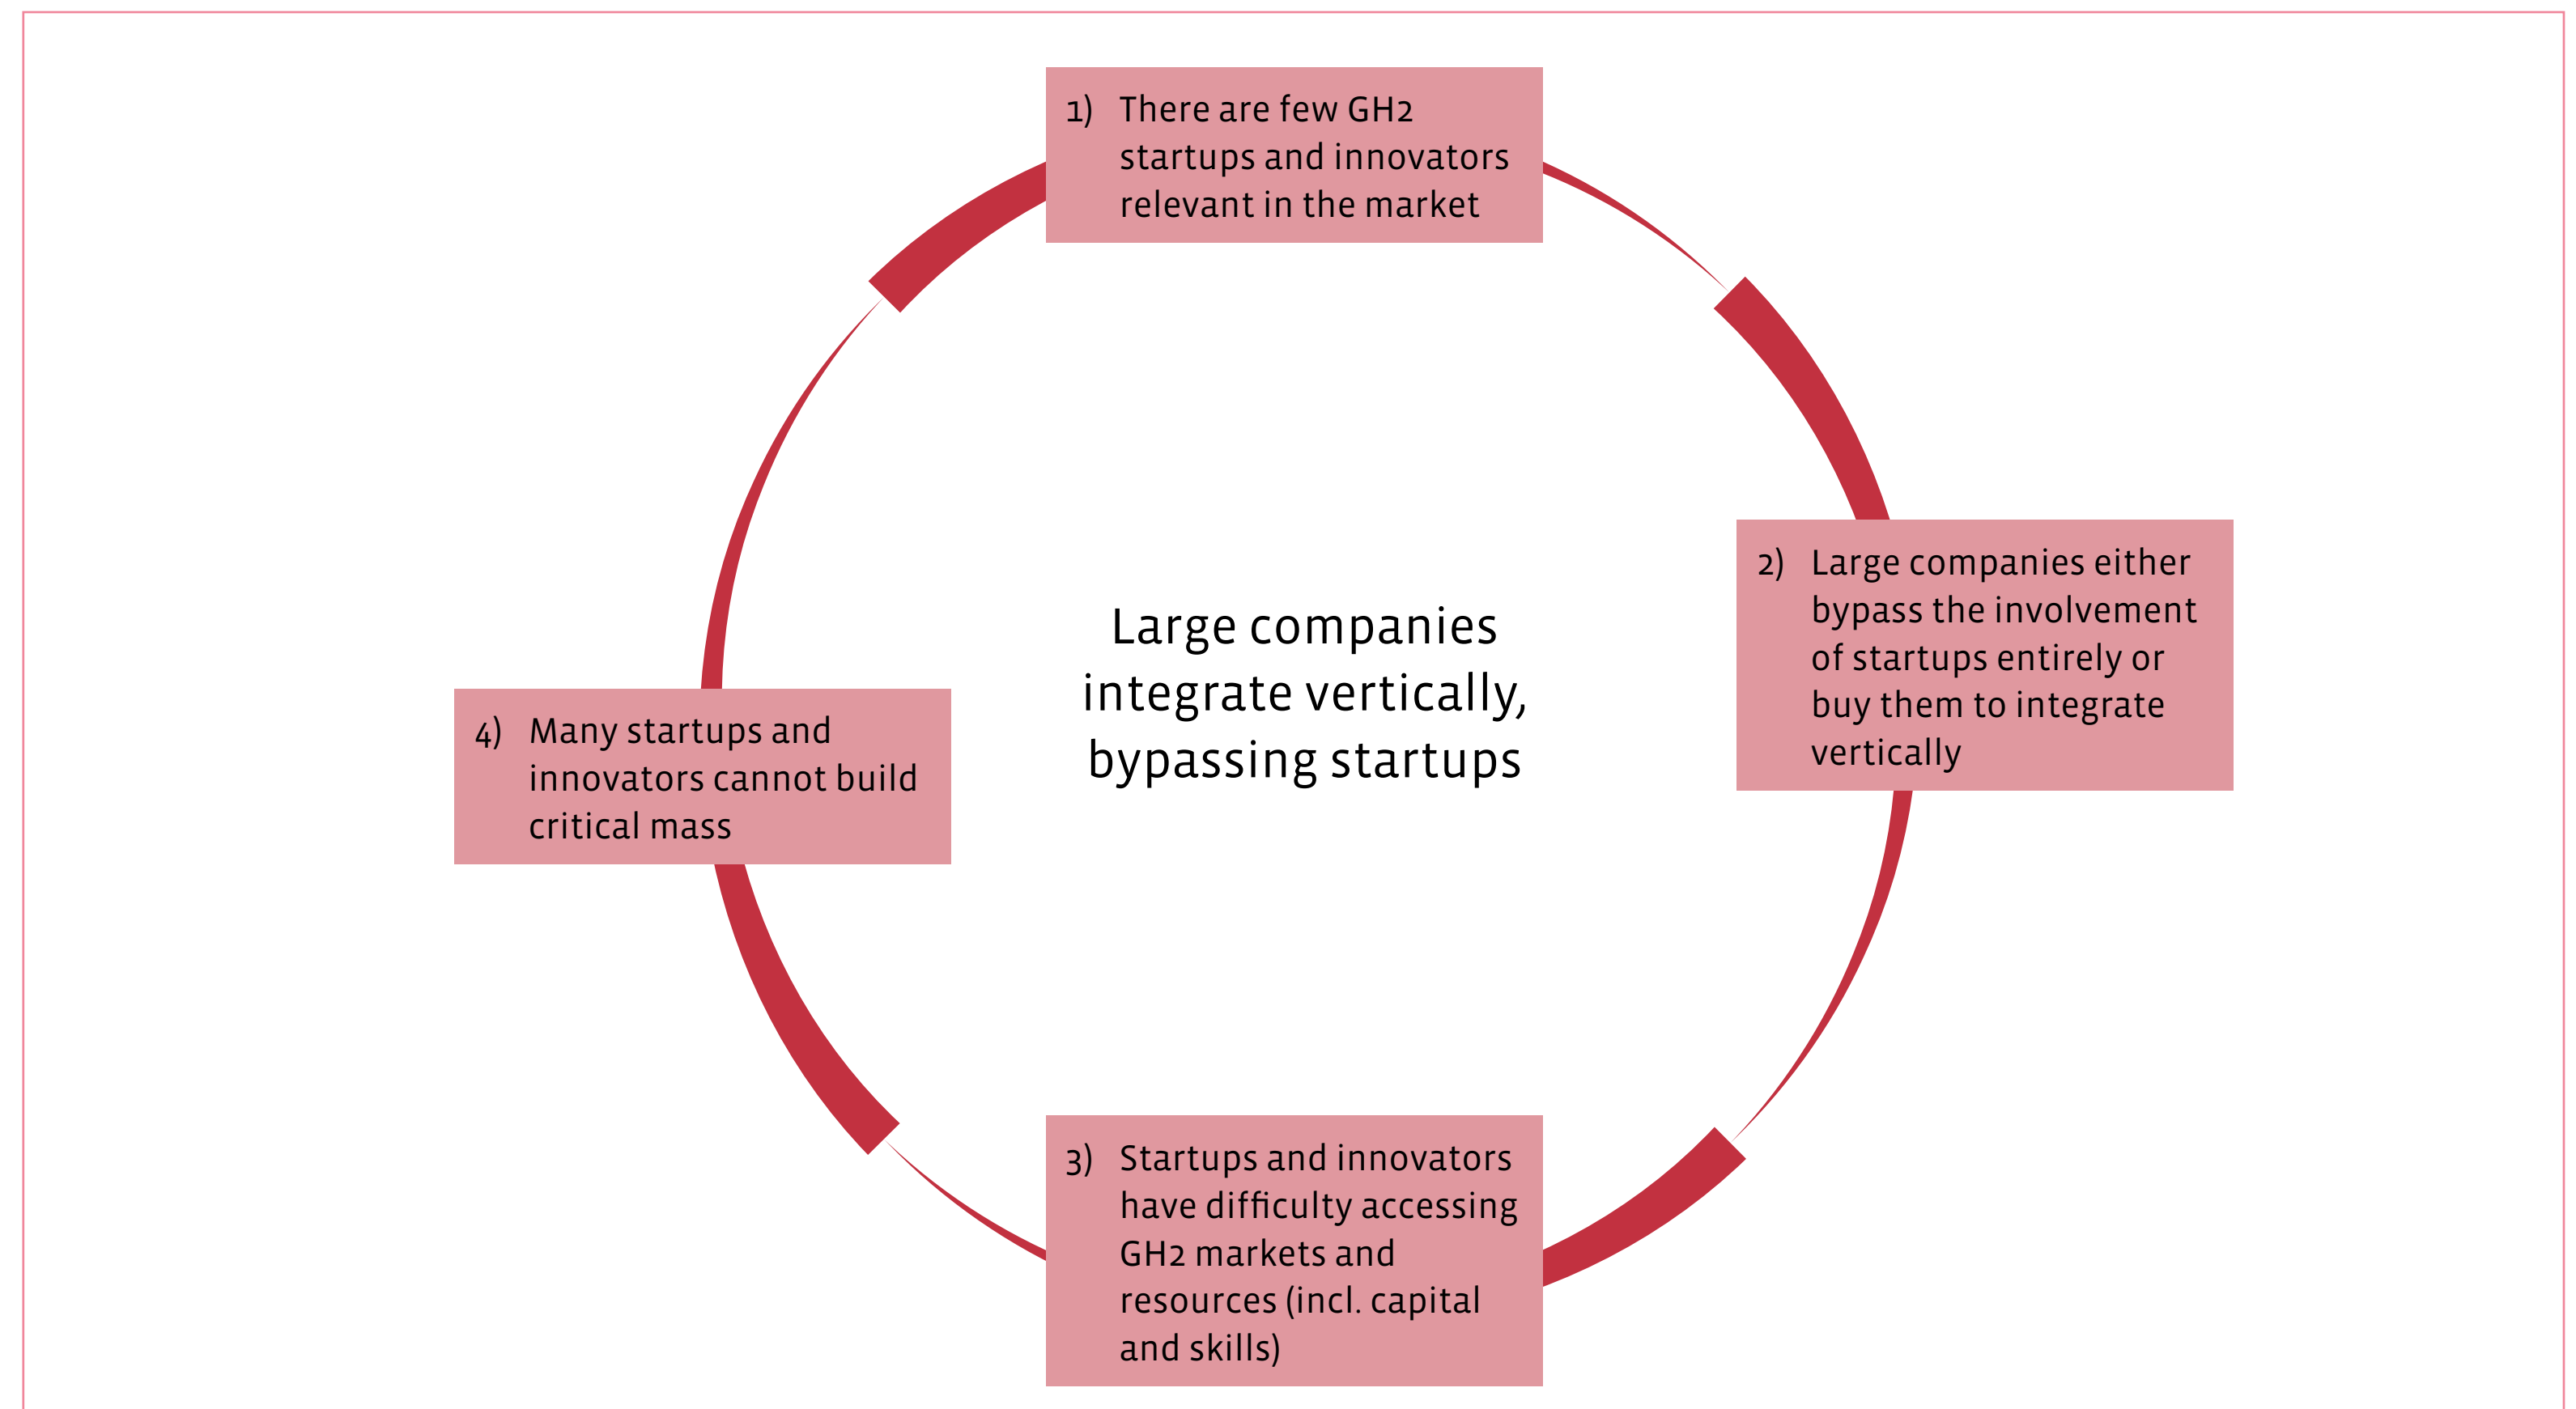 1) There are few GH2
startups and innovators
relevant in the market
2) Large companies either
bypass the involvement
of startups entirely or
buy them to integrate
vertically
Large companies
integrate vertically,
bypassing startups
4) Many startups and
innovators cannot build
critical mass
3) Startups and innovators
have difficulty accessing
GH2 markets and
resources (incl. capital
and skills)